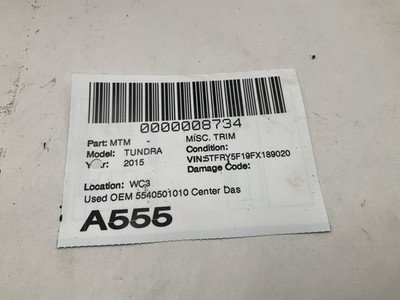 0000008734
Part: MTM - MISC. TRIM
Model: TUNDRA Condition:
Year: 2015 VIN:5TFRY5F19FX189020
Damage Code:
Location: WC3
Used OEM 5540501010 Center Das
A555